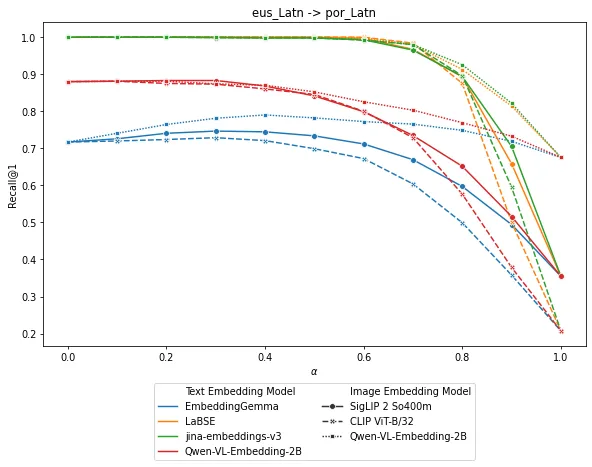 eus_Latn -> por_Latn
1.0
0.9
0.8
0.7
0.6
0.5
0.4
0.3
0.2
Recall@1
0.0 0.2 0.4 0.6 0.8 1.0
α
Text Embedding Model Image Embedding Model
EmbeddingGemma SigLIP 2 So400m
LaBSE CLIP ViT-B/32
jina-embeddings-v3 Qwen-VL-Embedding-2B
Qwen-VL-Embedding-2B